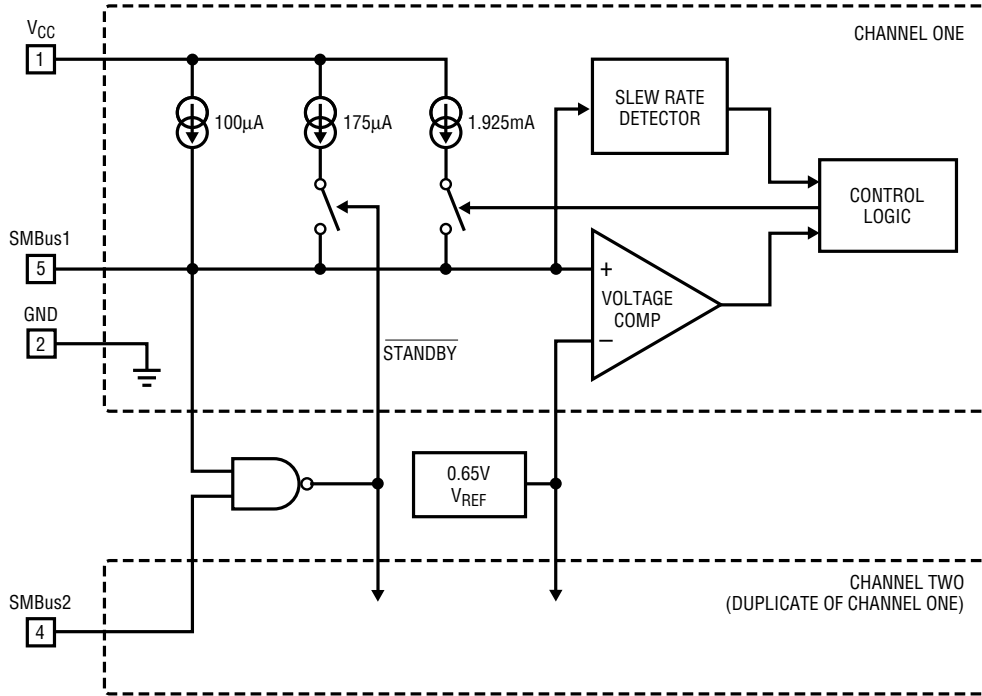 VCC
1
CHANNEL ONE
100μA
175μA
1.925mA
SLEW RATE
DETECTOR
CONTROL
LOGIC
SMBus1
5
+
VOLTAGE
COMP
–
GND
2
STANDBY
0.65V
VREF
CHANNEL TWO
(DUPLICATE OF CHANNEL ONE)
SMBus2
4